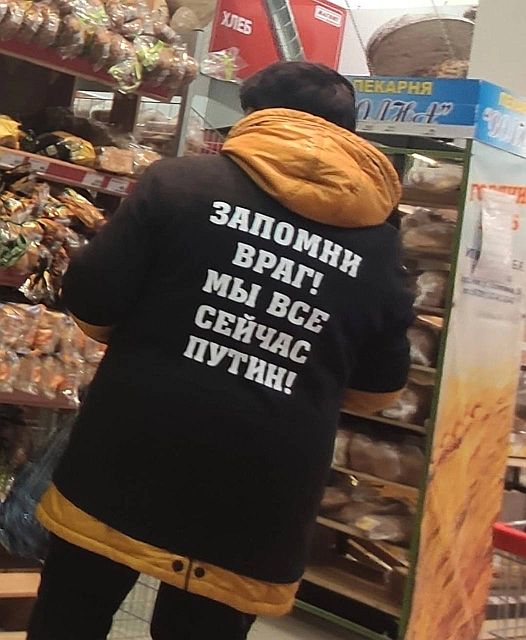 ХЛЕБ
ПЕКАРНЯ
ЗАПОМНИ
ВРАГ!
МЫ ВСЕ
СЕЙЧАС
ПУТИН!